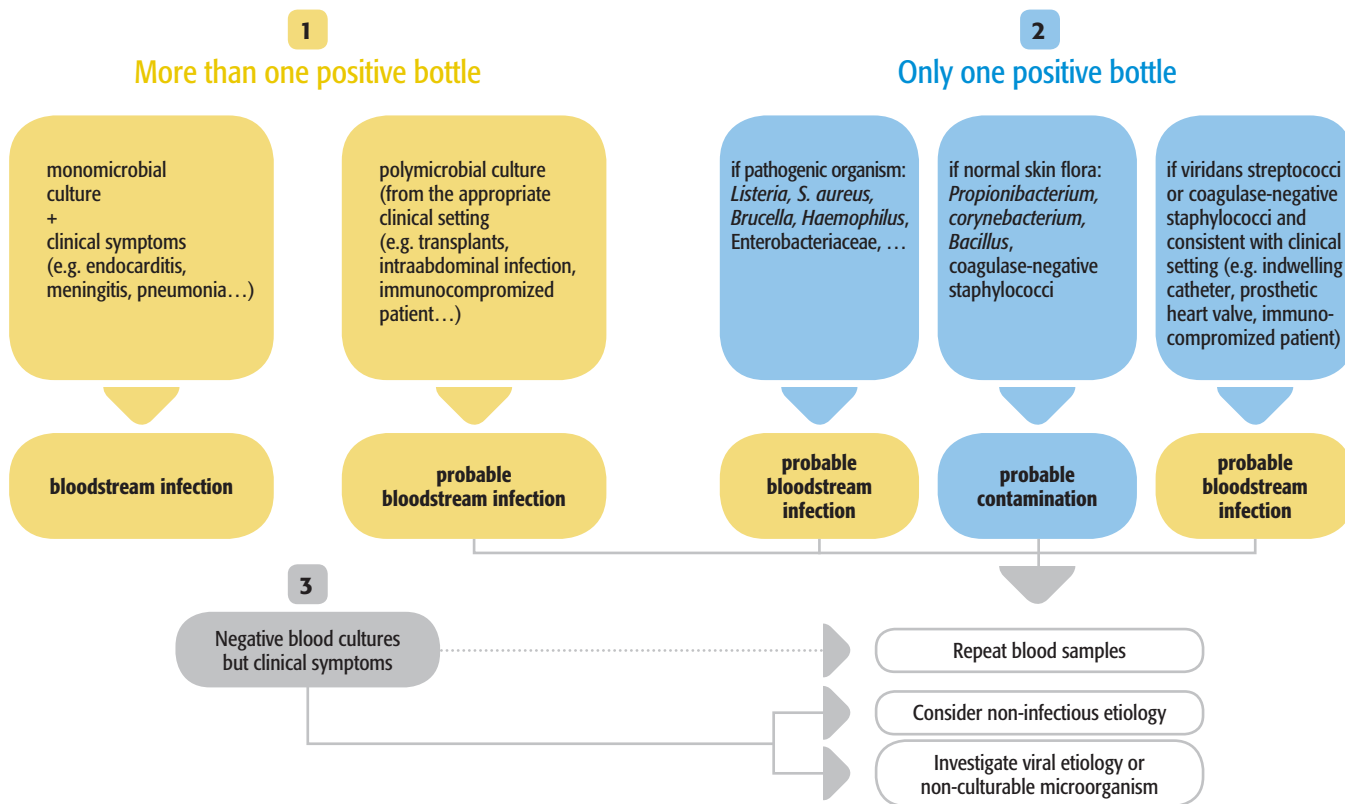 1
More than one positive bottle
monomicrobial
culture
+
clinical symptoms
(e.g. endocarditis,
meningitis, pneumonia…)
polymicrobial culture
(from the appropriate
clinical setting
(e.g. transplants,
intraabdominal infection,
immunocompromized
patient…)
bloodstream infection
probable
bloodstream infection
2
Only one positive bottle
if pathogenic organism:
Listeria, S. aureus,
Brucella, Haemophilus,
Enterobacteriaceae, …
if normal skin flora:
Propionibacterium,
corynebacterium,
Bacillus,
coagulase-negative
staphylococci
if viridans streptococci
or coagulase-negative
staphylococci and
consistent with clinical
setting (e.g. indwelling
catheter, prosthetic
heart valve, immuno-
compromized patient)
probable
bloodstream
infection
probable
contamination
probable
bloodstream
infection
3
Negative blood cultures
but clinical symptoms
Repeat blood samples
Consider non-infectious etiology
Investigate viral etiology or
non-culturable microorganism